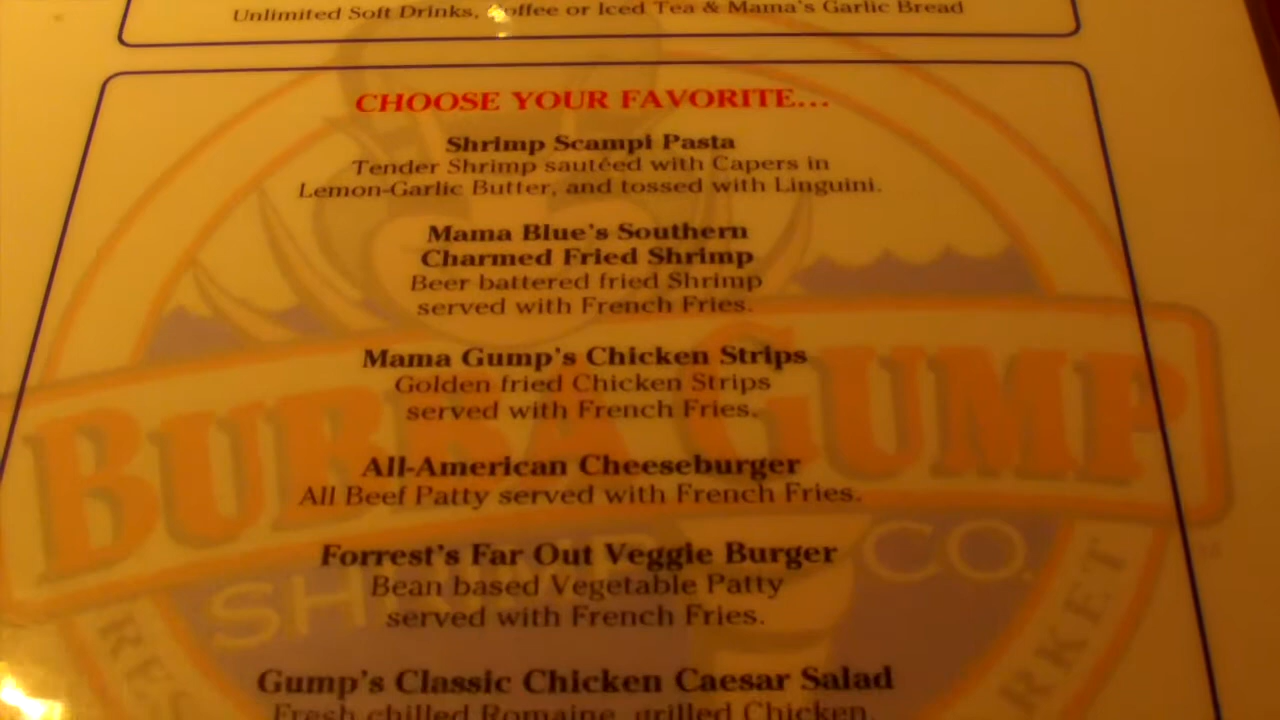 Unlimited Soft Drinks, Coffee or Iced Tea & Mama's Garlic Bread
CHOOSE YOUR FAVORITE...
Shrimp Scampi Pasta
Tender Shrimp sautéed with Capers in
Lemon-Garlic Butter, and tossed with Linguini.
Mama Blue's Southern
Charmed Fried Shrimp
Beer battered fried Shrimp
served with French Fries.
Mama Gump's Chicken Strips
Golden fried Chicken Strips
served with French Fries.
All-American Cheeseburger
All Beef Patty served with French Fries.
Forrest's Far Out Veggie Burger
Bean based Vegetable Patty
served with French Fries.
Gump's Classic Chicken Caesar Salad
Fresh chilled Romaine, grilled Chicken,
BUBBA GUMP
SHRIMP CO.